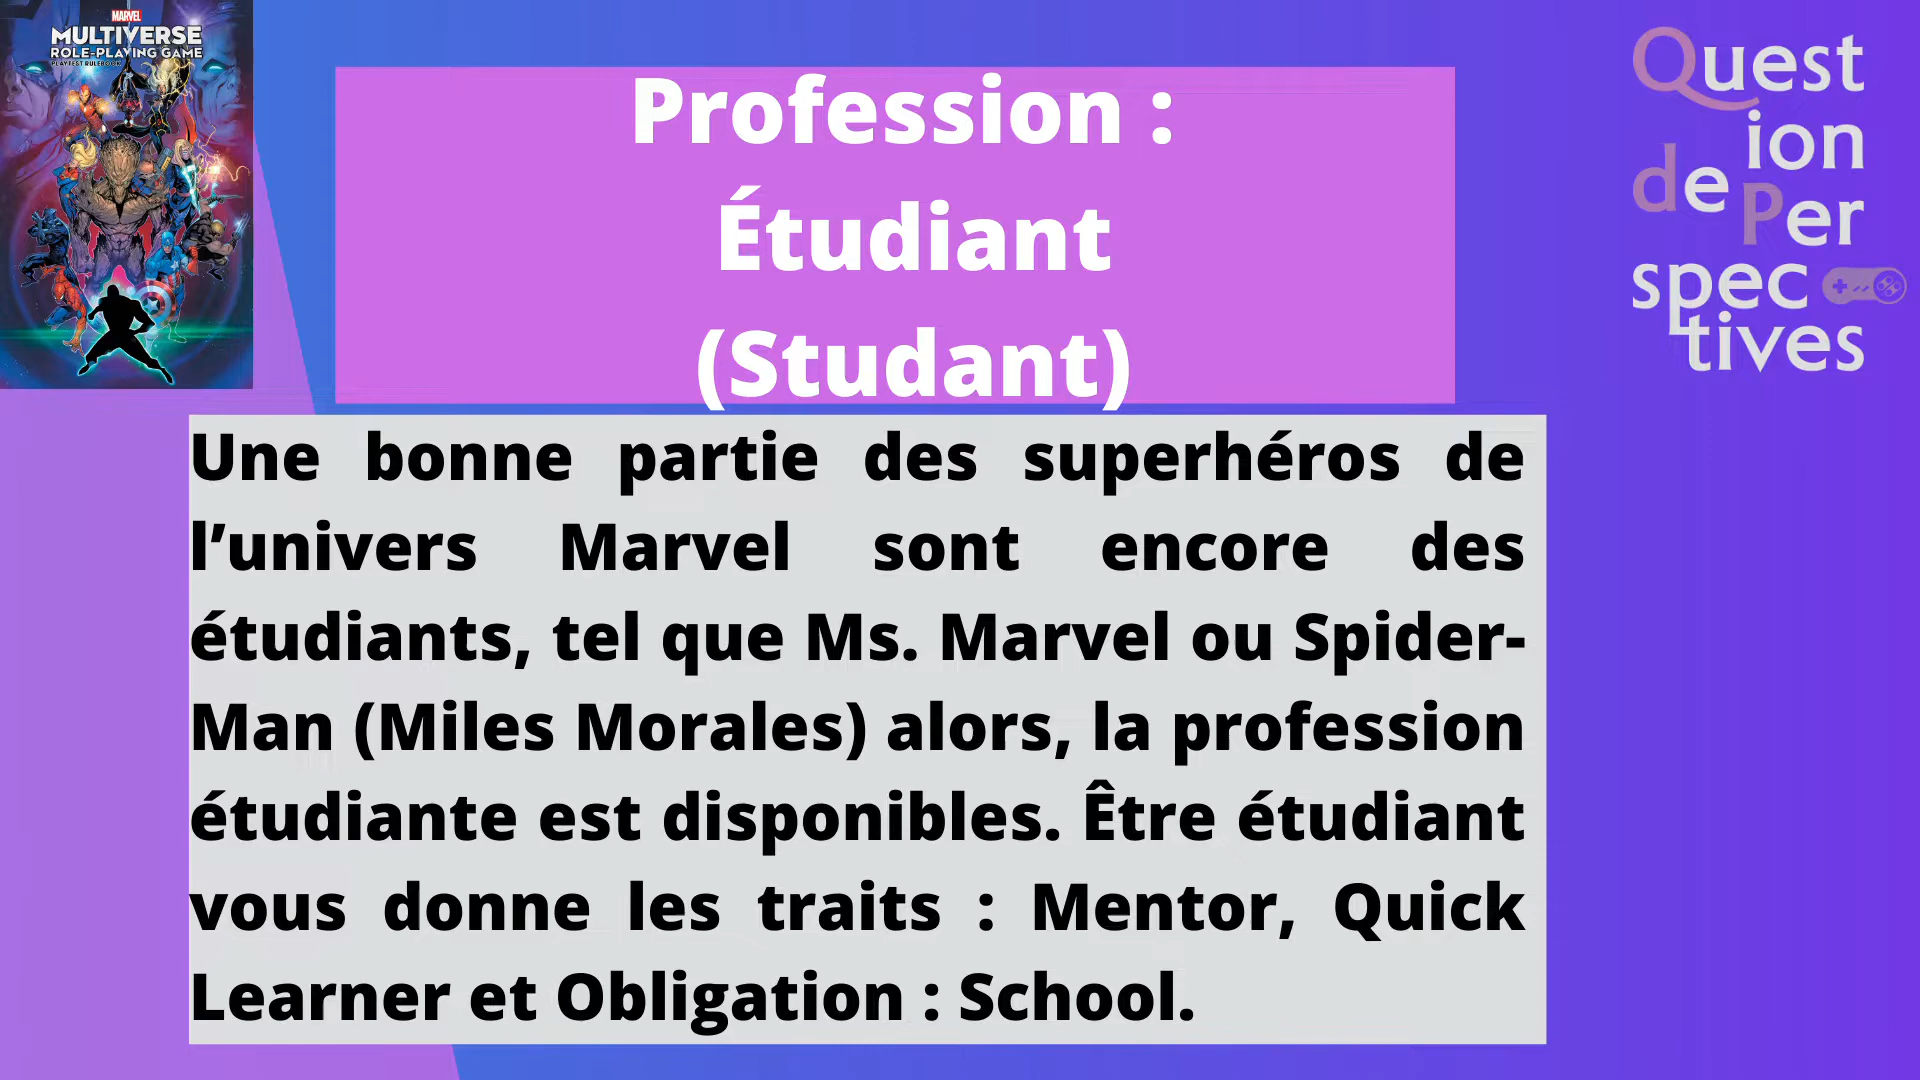 MARVEL
MULTIVERSE
ROLE-PLAYING GAME
PLAYTEST RULEBOOK
Profession :
Étudiant
(Studant)
Quest
ion
de Per
spec
tives
Une bonne partie des superhéros de
l’univers Marvel sont encore des
étudiants, tel que Ms. Marvel ou Spider-
Man (Miles Morales) alors, la profession
étudiante est disponibles. Être étudiant
vous donne les traits : Mentor, Quick
Learner et Obligation : School.